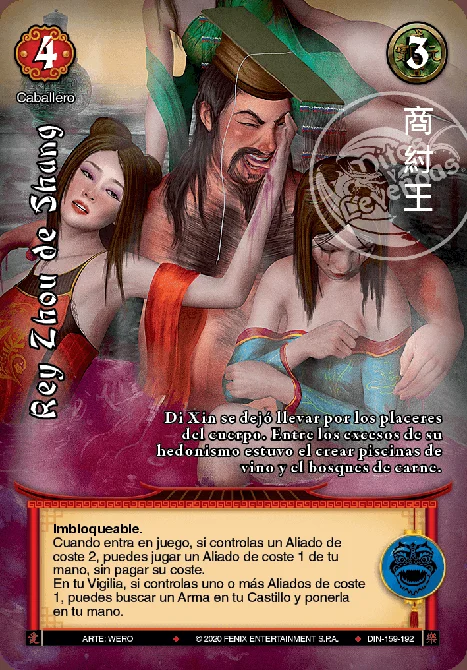 4
3
Caballero
商紂王
Mitos y
Leyendas
Rey Zhou de Shang
Di Xin se dejó llevar por los placeres
del cuerpo. Entre los excesos de su
hedonismo estuvo el crear piscinas de
vino y el bosques de carne.
Imbloqueable.
Cuando entra en juego, si controlas un Aliado de
coste 2, puedes jugar un Aliado de coste 1 de tu
mano, sin pagar su coste.
En tu Vigilia, si controlas uno o más Aliados de coste
1, puedes buscar un Arma en tu Castillo y ponerla
en tu mano.
ARTE: WERO ◆ © 2020 FENIX ENTERTAINMENT S.P.A. ◆ DIN-159-192